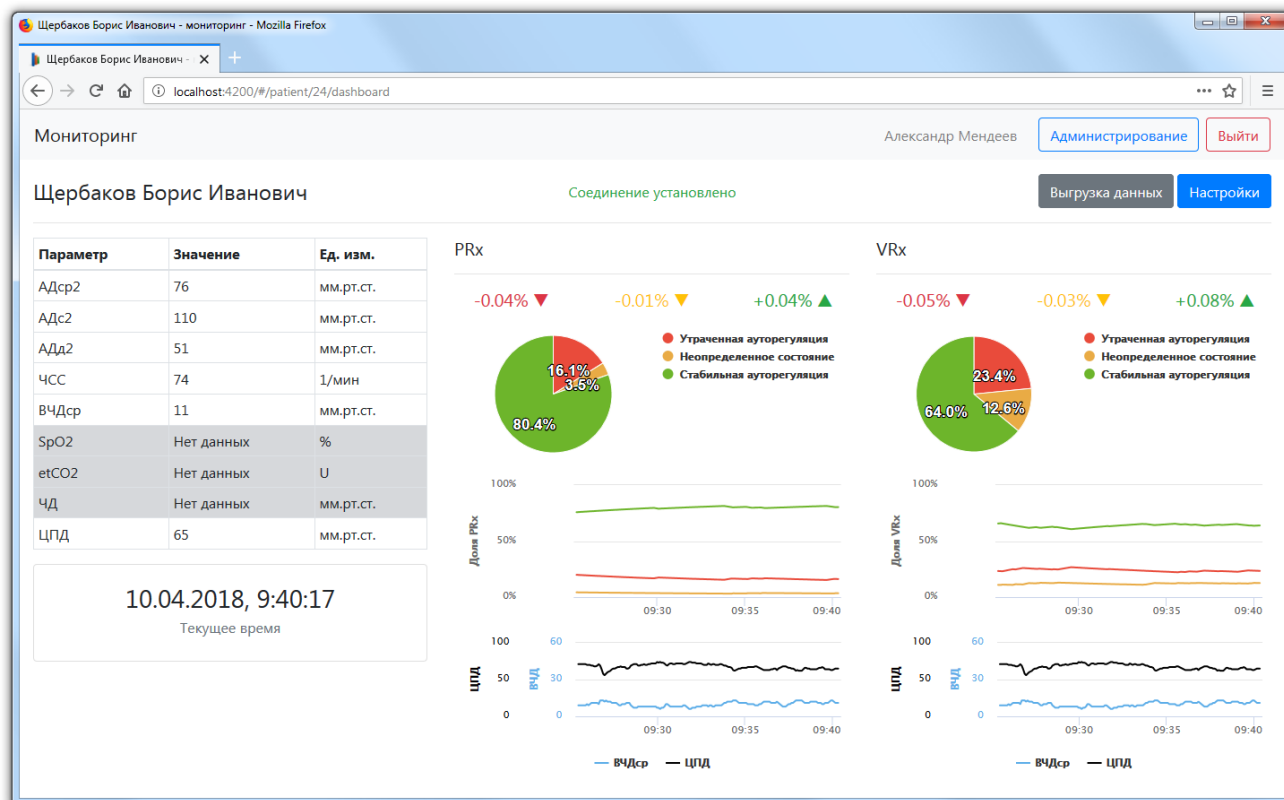 Щербаков Борис Иванович - мониторинг - Mozilla Firefox
Щербаков Борис Иванович -
localhost:4200/#/patient/24/dashboard
Мониторинг
Александр Мендеев
Администрирование
Выйти
Щербаков Борис Иванович
Соединение установлено
Выгрузка данных
Настройки
Параметр Значение Ед. изм.
АДср2 76 мм.рт.ст.
АДс2 110 мм.рт.ст.
АДд2 51 мм.рт.ст.
ЧСС 74 1/мин
ВЧДср 11 мм.рт.ст.
SpO2 Нет данных %
etCO2 Нет данных U
ЧД Нет данных мм.рт.ст.
ЦПД 65 мм.рт.ст.
10.04.2018, 9:40:17
Текущее время
PRx
-0.04% ▼ -0.01% ▼ +0.04% ▲
16.1%
3.5%
80.4%
Утраченная ауторегуляция
Неопределенное состояние
Стабильная ауторегуляция
Доля PRx
100%
50%
0%
09:30 09:35 09:40
ЦПД
100
50
0
ВЧД
60
30
0
09:30 09:35 09:40
ВЧДср ЦПД
VRx
-0.05% ▼ -0.03% ▼ +0.08% ▲
23.4%
12.6%
64.0%
Утраченная ауторегуляция
Неопределенное состояние
Стабильная ауторегуляция
Доля VRx
100%
50%
0%
09:30 09:35 09:40
ЦПД
100
50
0
ВЧД
60
30
0
09:30 09:35 09:40
ВЧДср ЦПД